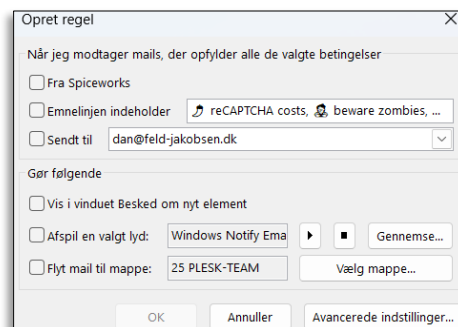 Opret regel
Når jeg modtager mails, der opfylder alle de valgte betingelser
Fra Spiceworks
Emnelinjen indeholder reCAPTCHA costs, beware zombies, ...
Sendt til dan@feld-jakobsen.dk
Gør følgende
Vis i vinduet Besked om nyt element
Afspil en valgt lyd: Windows Notify Ema Gennemse...
Flyt mail til mappe: 25 PLESK-TEAM Vælg mappe...
OK Annuller Avancerede indstillinger...